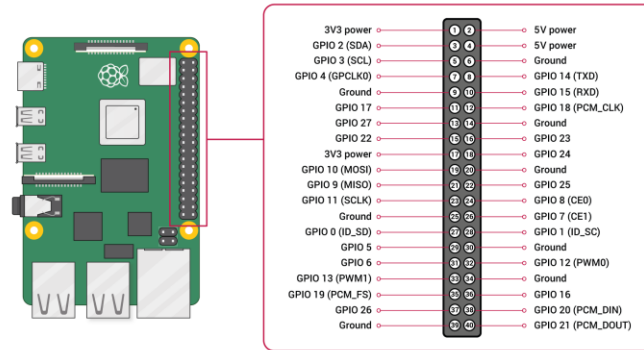 3V3 power 1 2 5V power
GPIO 2 (SDA) 3 4 5V power
GPIO 3 (SCL) 5 6 Ground
GPIO 4 (GPCLK0) 7 8 GPIO 14 (TXD)
Ground 9 10 GPIO 15 (RXD)
GPIO 17 11 12 GPIO 18 (PCM_CLK)
GPIO 27 13 14 Ground
GPIO 22 15 16 GPIO 23
3V3 power 17 18 GPIO 24
GPIO 10 (MOSI) 19 20 Ground
GPIO 9 (MISO) 21 22 GPIO 25
GPIO 11 (SCLK) 23 24 GPIO 8 (CE0)
Ground 25 26 GPIO 7 (CE1)
GPIO 0 (ID_SD) 27 28 GPIO 1 (ID_SC)
GPIO 5 29 30 Ground
GPIO 6 31 32 GPIO 12 (PWM0)
GPIO 13 (PWM1) 33 34 Ground
GPIO 19 (PCM_FS) 35 36 GPIO 16
GPIO 26 37 38 GPIO 20 (PCM_DIN)
Ground 39 40 GPIO 21 (PCM_DOUT)